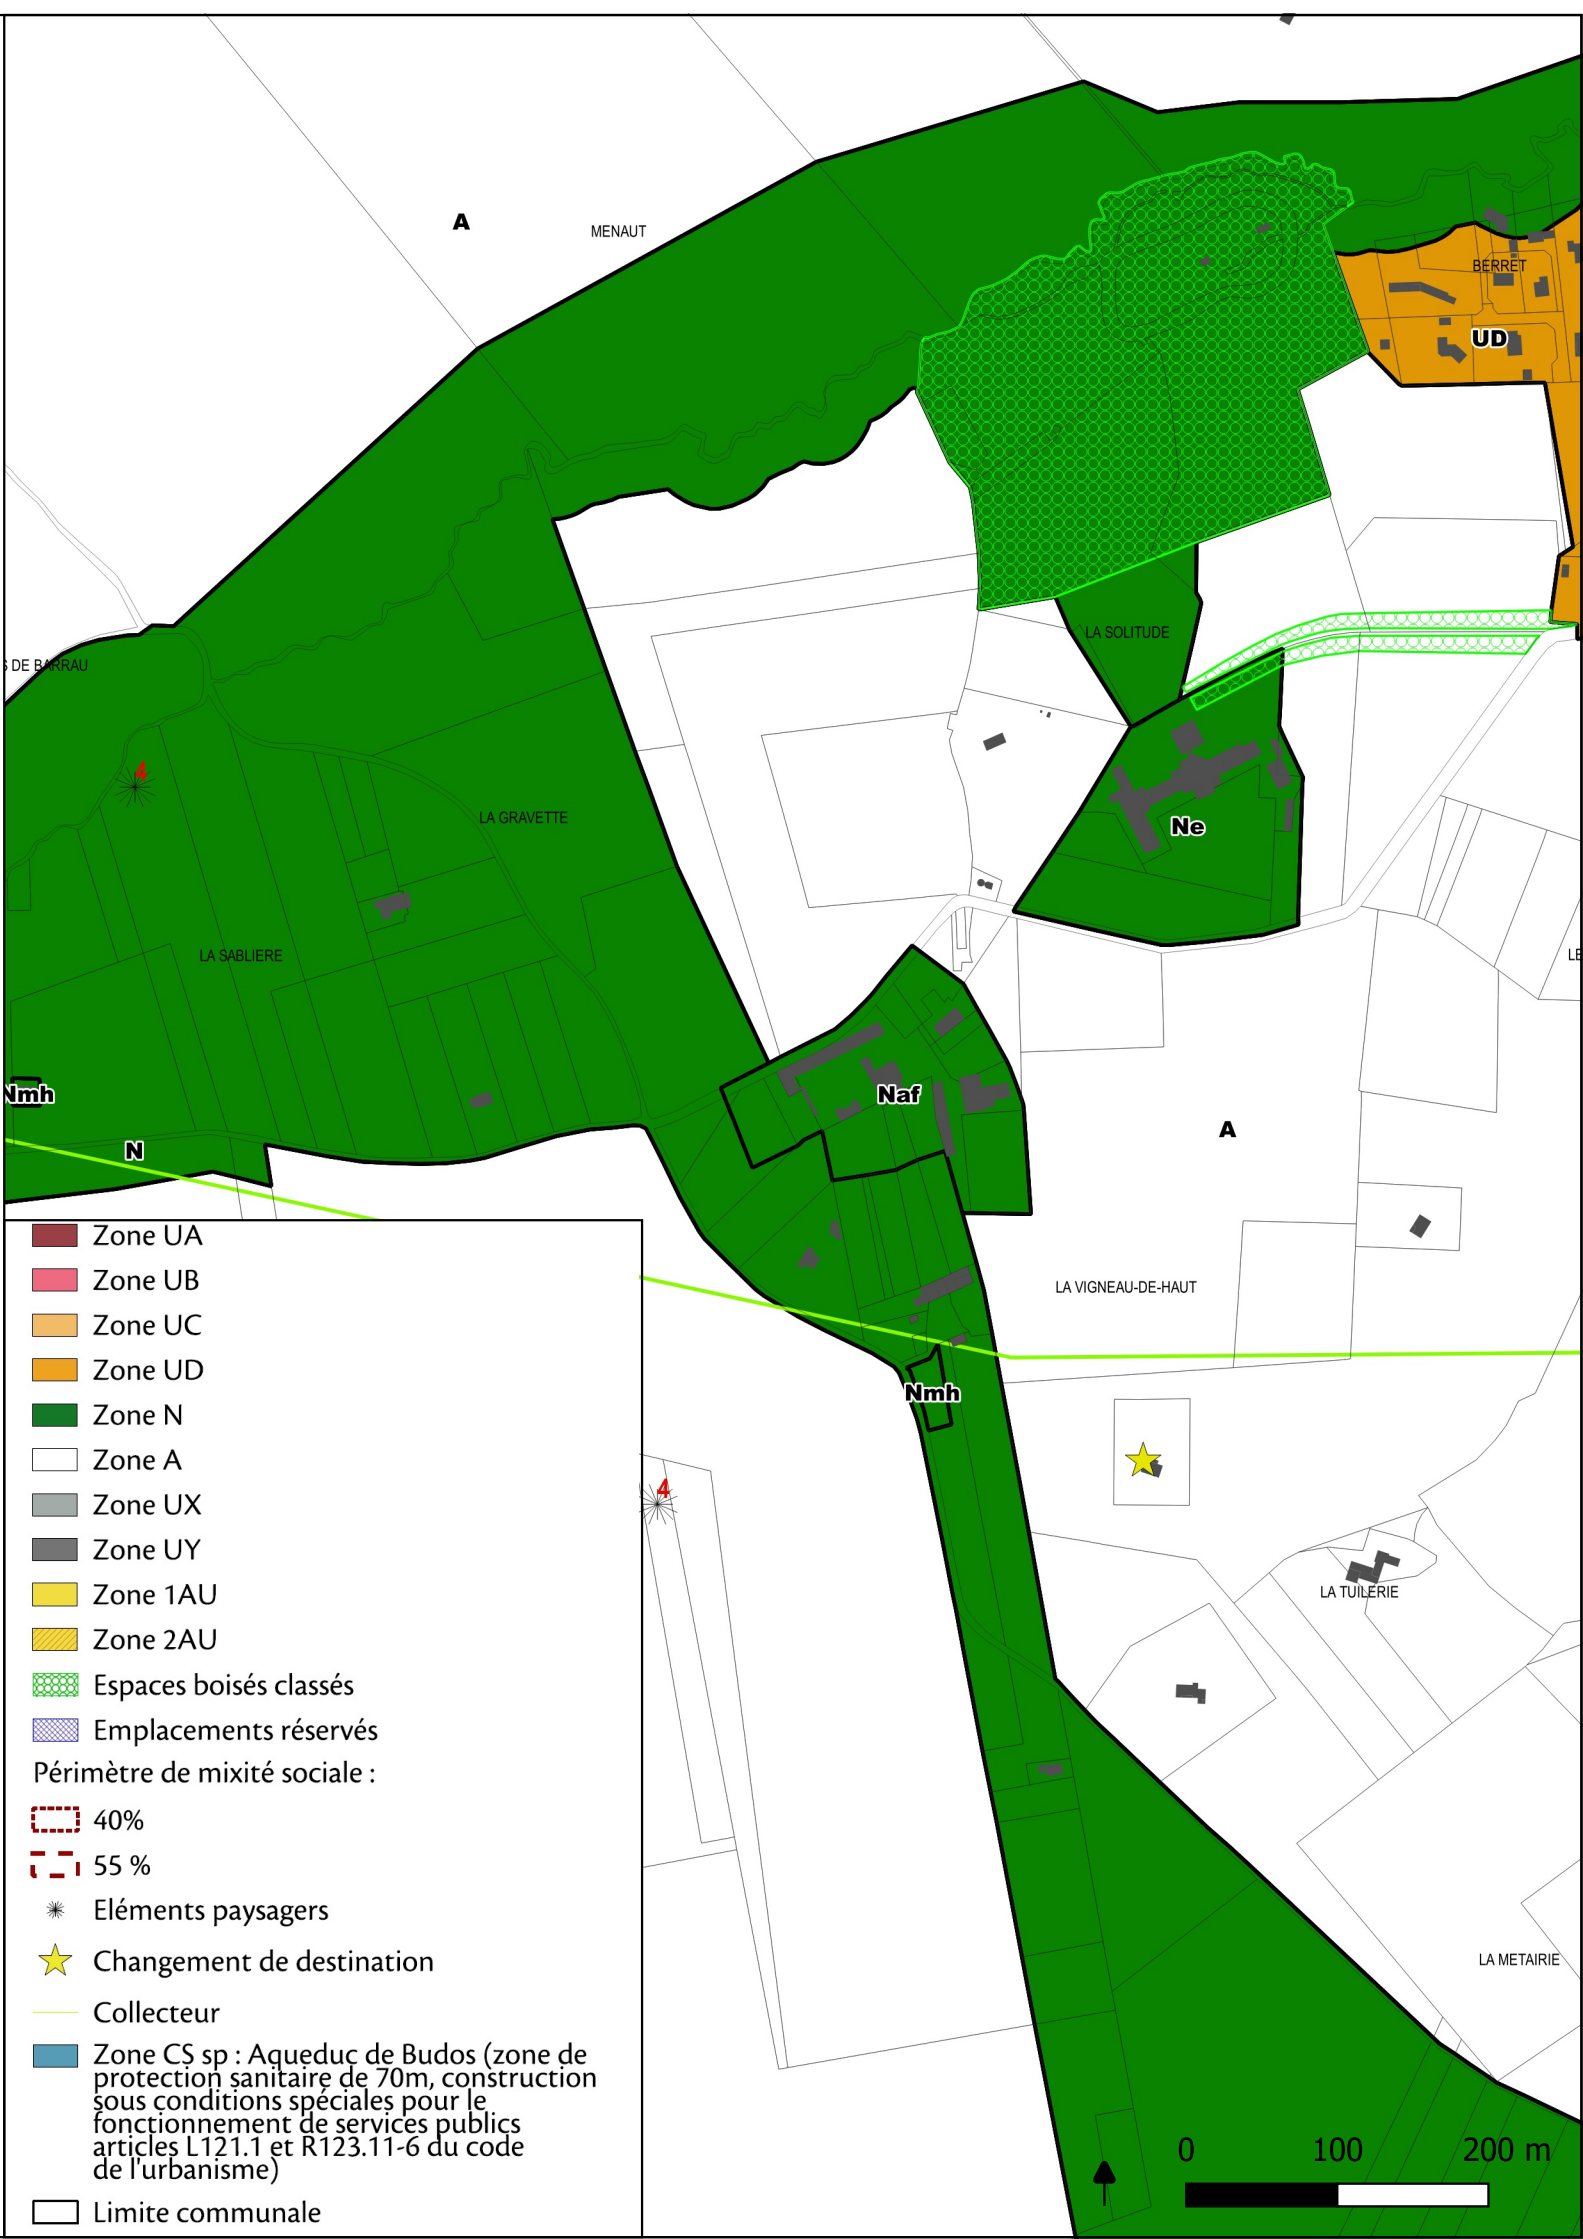 A
MENAUT
BERRET
UD
LA SOLITUDE
S DE BARRAU
4
LA GRAVETTE
Ne
LA SABLIERE
LE
Nmh
Naf
N
A
LA VIGNEAU-DE-HAUT
Nmh
4
LA TUILERIE
LA METAIRIE
Zone UA
Zone UB
Zone UC
Zone UD
Zone N
Zone A
Zone UX
Zone UY
Zone 1AU
Zone 2AU
Espaces boisés classés
Emplacements réservés
Périmètre de mixité sociale :
40%
55 %
Eléments paysagers
Changement de destination
Collecteur
Zone CS sp : Aqueduc de Budos (zone de
protection sanitaire de 70m, construction
sous conditions spéciales pour le
fonctionnement de services publics
articles L121.1 et R123.11-6 du code
de l'urbanisme)
Limite communale
0 100 200 m